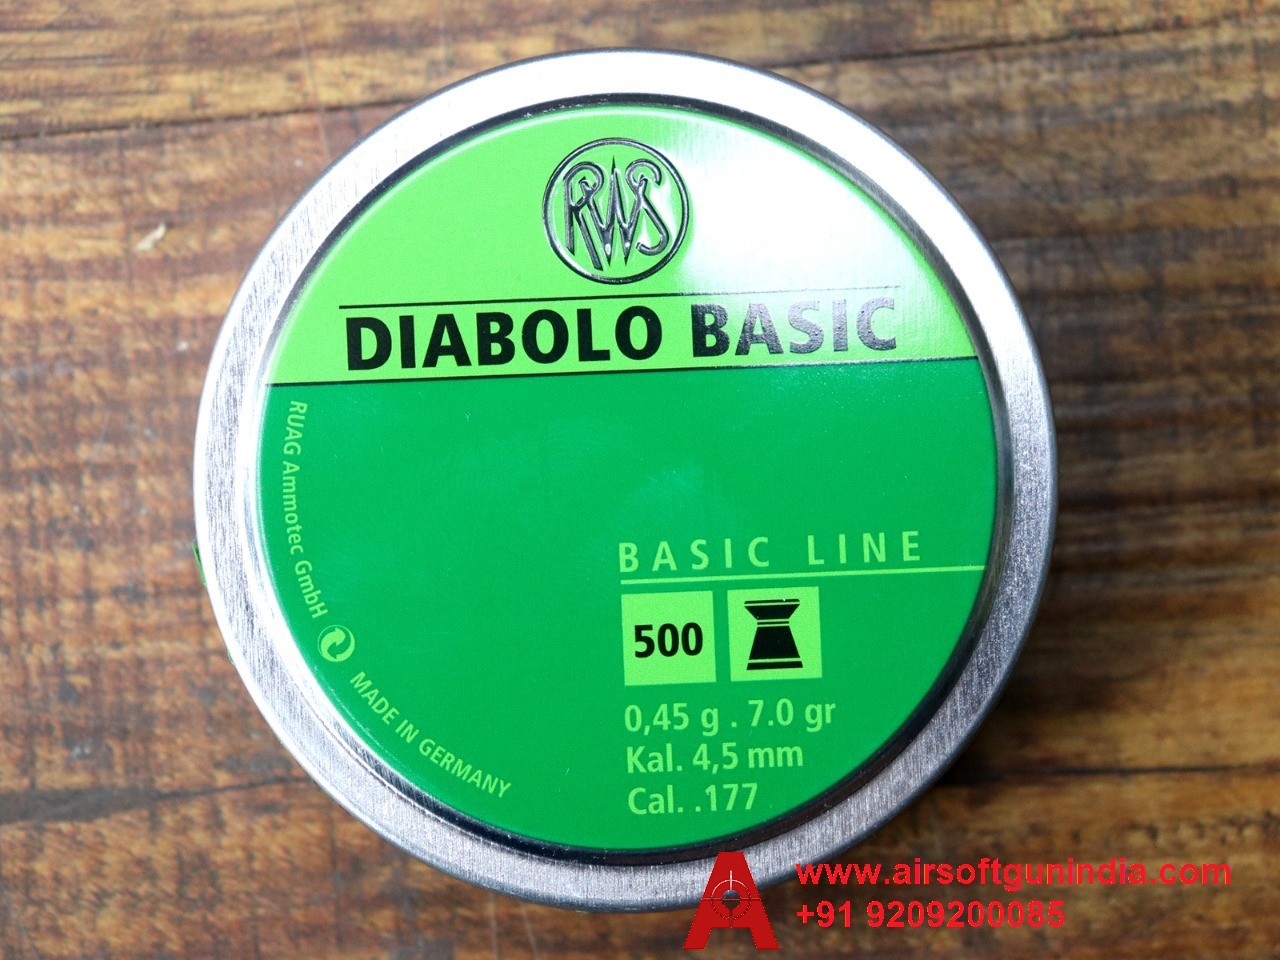 RWS
DIABOLO BASIC
RUAG Ammotec GmbH
MADE IN GERMANY
BASIC LINE
500
0,45 g . 7.0 gr
Kal. 4,5 mm
Cal. .177
www.airsoftgunindia.com
+91 9209200085